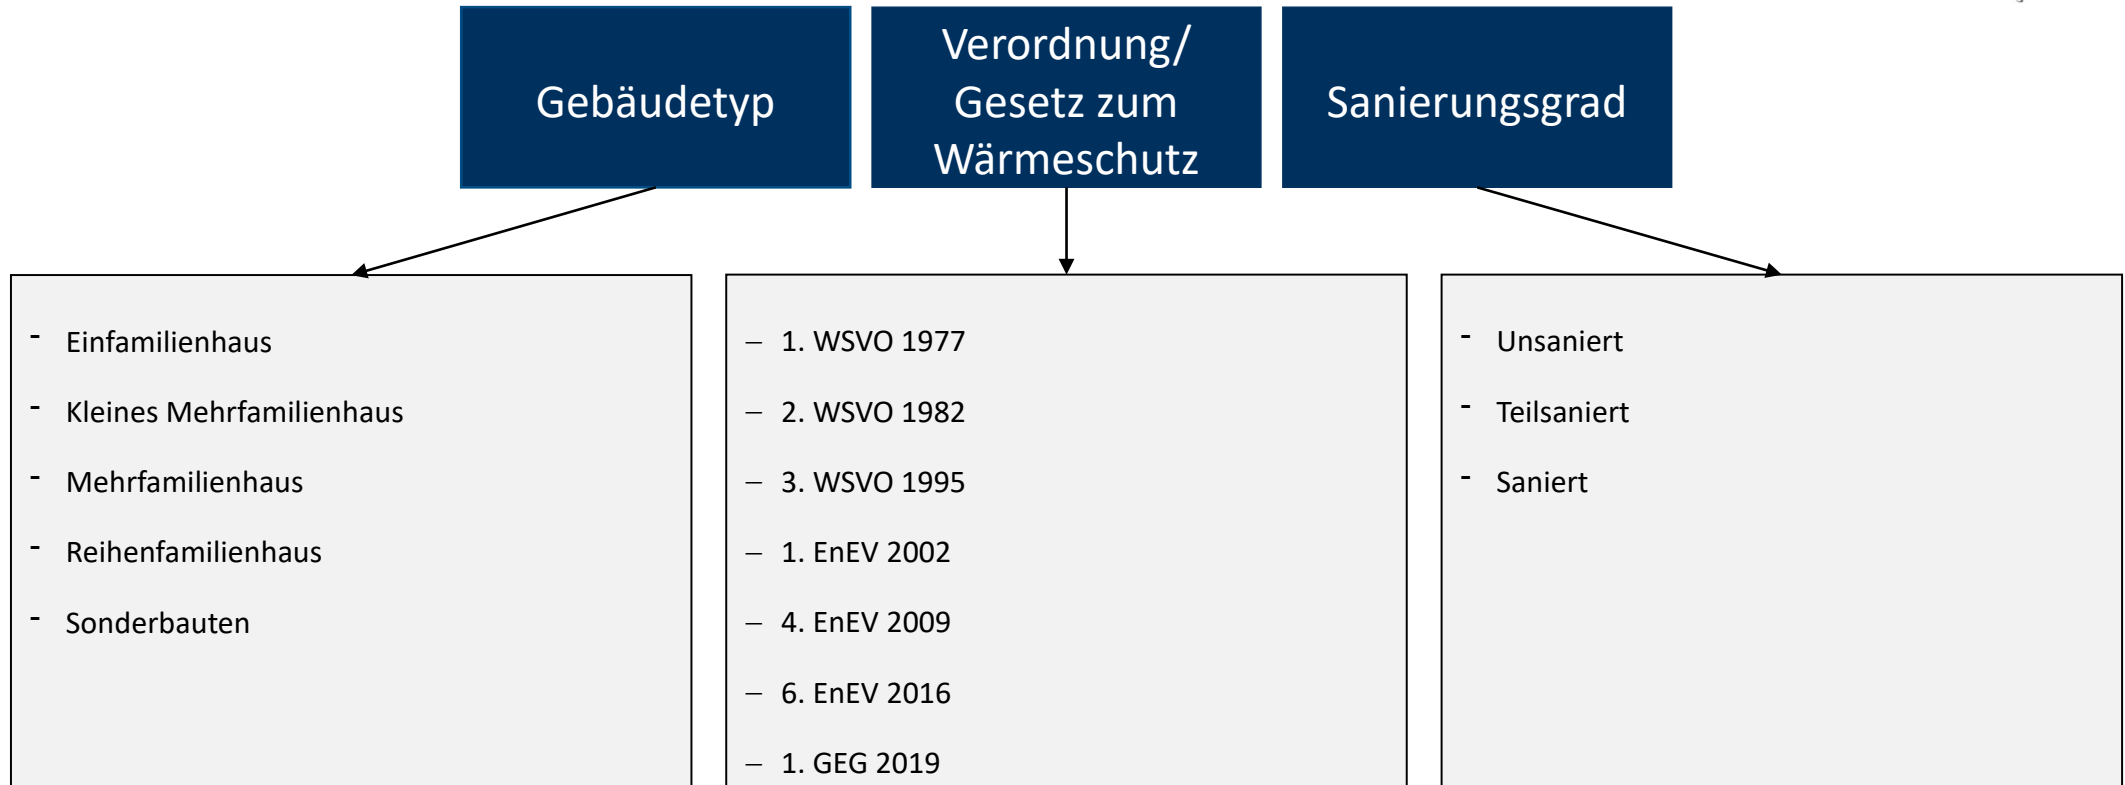 Gebäudetyp
Verordnung/
Gesetz zum
Wärmeschutz
Sanierungsgrad
- Einfamilienhaus
- Kleines Mehrfamilienhaus
- Mehrfamilienhaus
- Reihenfamilienhaus
- Sonderbauten
– 1. WSVO 1977
– 2. WSVO 1982
– 3. WSVO 1995
– 1. EnEV 2002
– 4. EnEV 2009
– 6. EnEV 2016
– 1. GEG 2019
- Unsaniert
- Teilsaniert
- Saniert